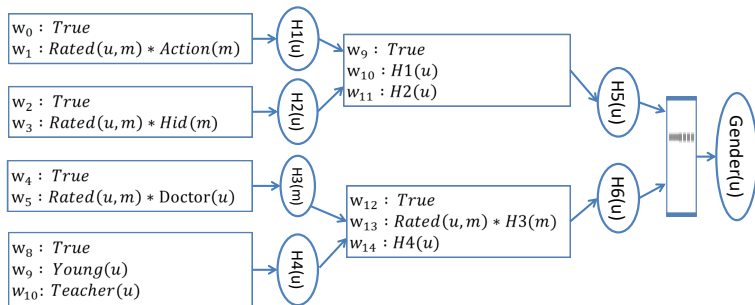 w₀ : True
w₁ : Rated(u, m) * Action(m)
H1(u)
w₂ : True
w₃ : Rated(u, m) * Hid(m)
H2(u)
w₄ : True
w₅ : Rated(u, m) * Doctor(u)
H3(m)
w₈ : True
w₉ : Young(u)
w₁₀: Teacher(u)
H4(u)
w₉ : True
w₁₀ : H1(u)
w₁₁ : H2(u)
H5(u)
w₁₂ : True
w₁₃ : Rated(u, m) * H3(m)
w₁₄ : H4(u)
H6(u)
Gender(u)